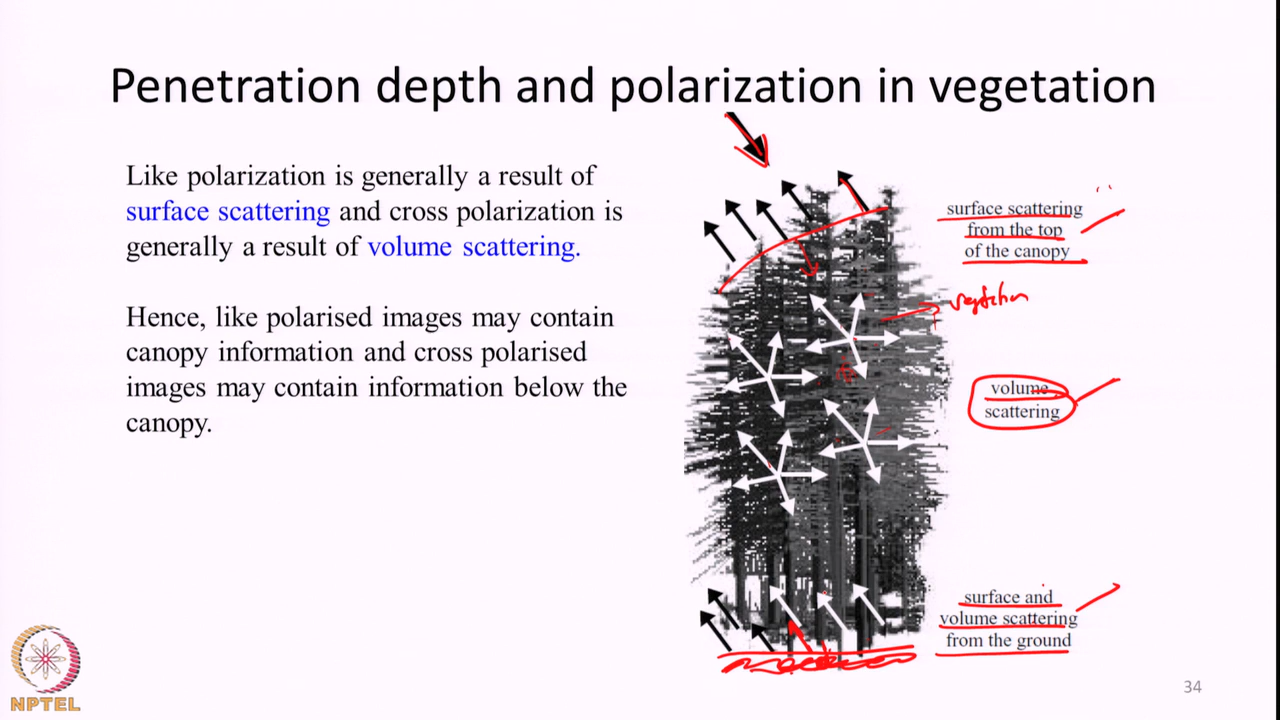 Penetration depth and polarization in vegetation
Like polarization is generally a result of
surface scattering and cross polarization is
generally a result of volume scattering.
Hence, like polarised images may contain
canopy information and cross polarised
images may contain information below the
canopy.
surface scattering
from the top
of the canopy
vegetation
volume
scattering
surface and
volume scattering
from the ground
NPTEL
34